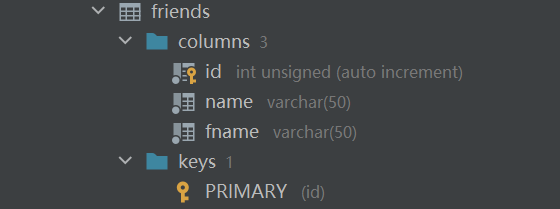 friends
columns 3
id int unsigned (auto increment)
name varchar(50)
fname varchar(50)
keys 1
PRIMARY (id)